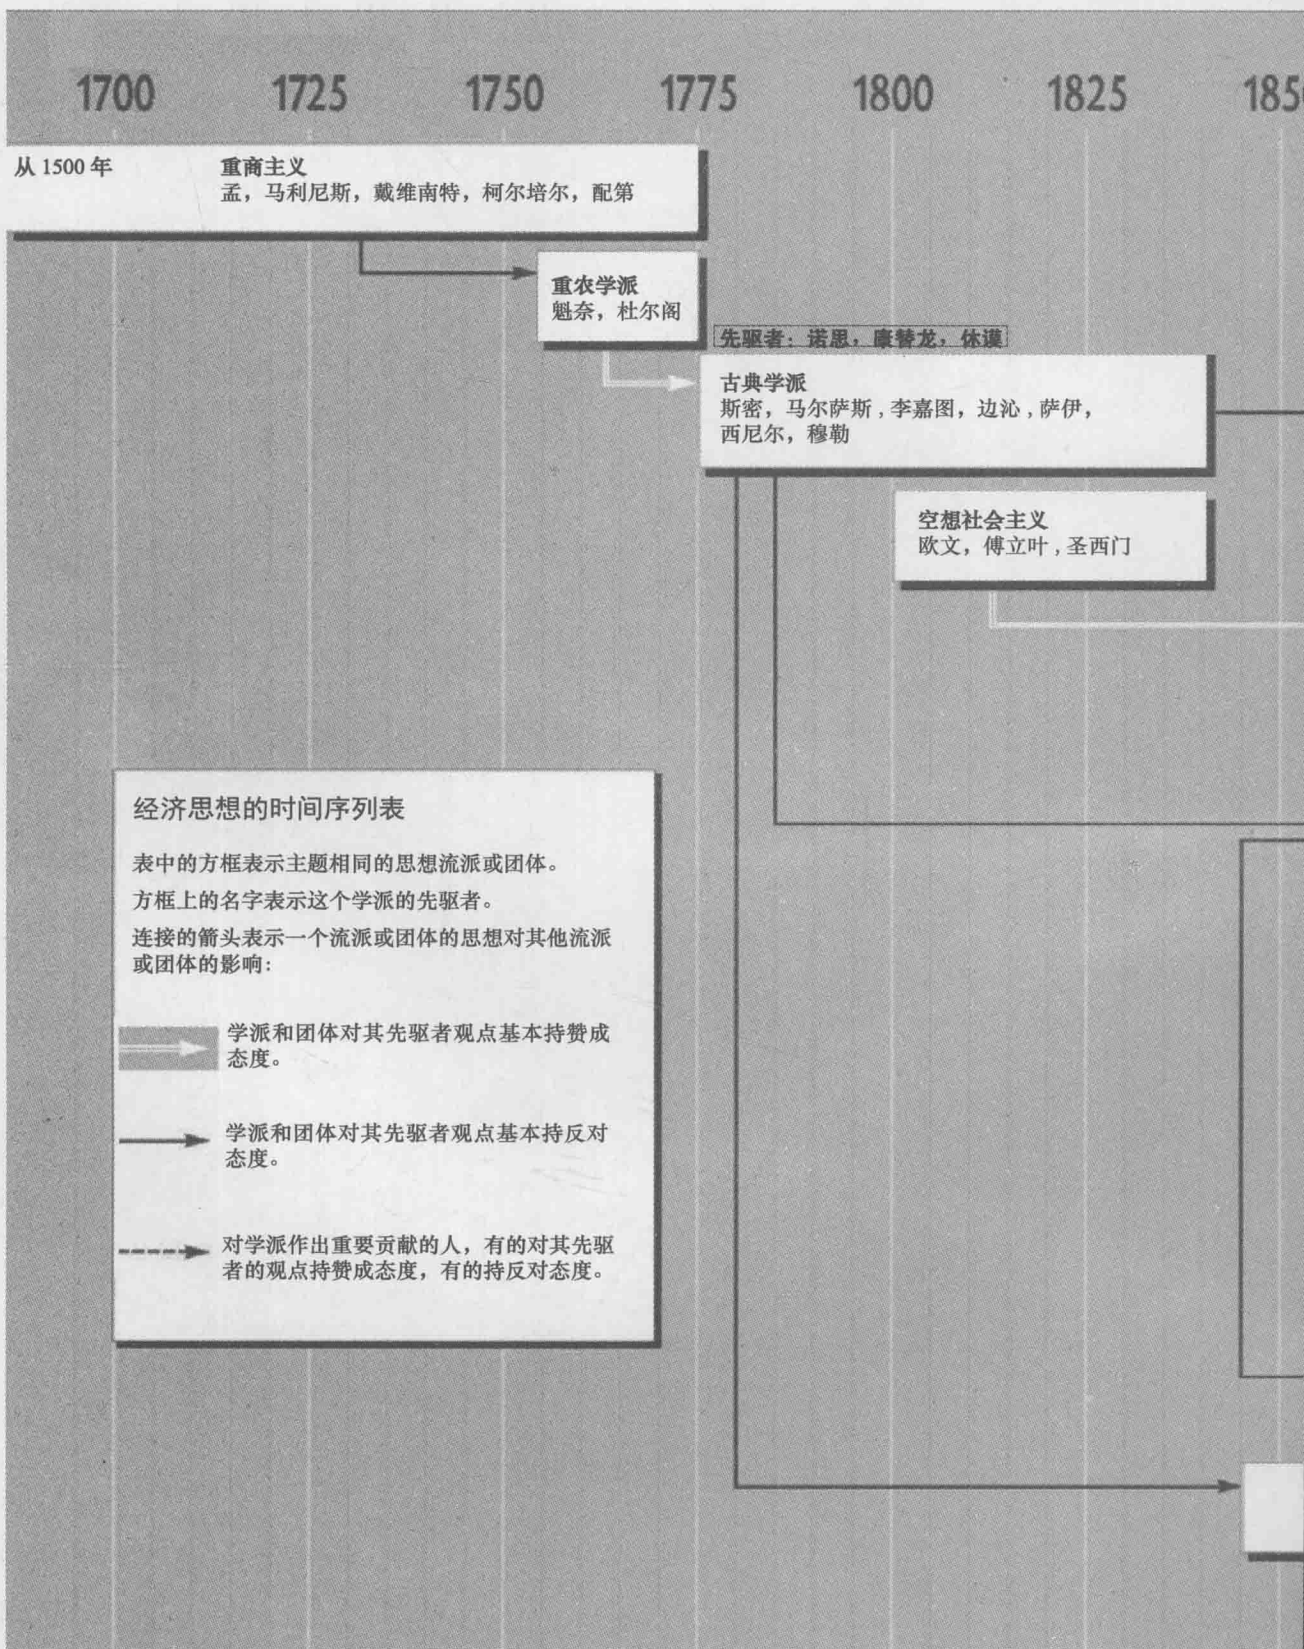 1700 1725 1750 1775 1800 1825 185
从 1500 年 重商主义
孟，马利尼斯，戴维南特，柯尔培尔，配第
重农学派
魁奈，杜尔阁
先驱者：诺思，康替龙，休谟
古典学派
斯密，马尔萨斯，李嘉图，边沁，萨伊，
西尼尔，穆勒
空想社会主义
欧文，傅立叶，圣西门
经济思想的时间序列表
表中的方框表示主题相同的思想流派或团体。
方框上的名字表示这个学派的先驱者。
连接的箭头表示一个流派或团体的思想对其他流派
或团体的影响：
学派和团体对其先驱者观点基本持赞成
态度。
学派和团体对其先驱者观点基本持反对
态度。
对学派作出重要贡献的人，有的对其先驱
者的观点持赞成态度，有的持反对态度。